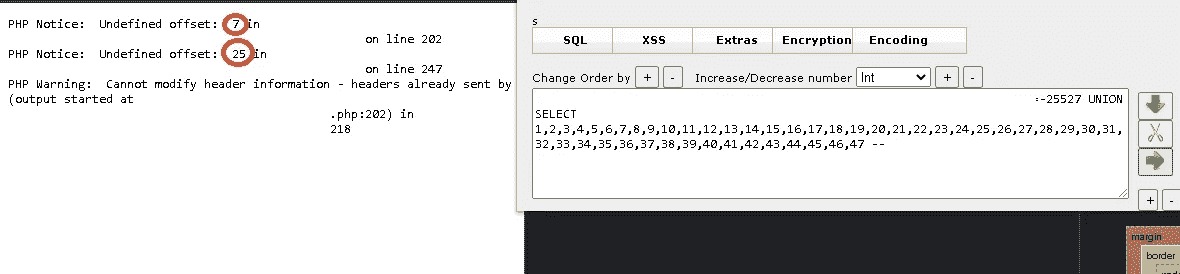 PHP Notice:  Undefined offset:  7 in
on line 202
PHP Notice:  Undefined offset:  25 in
on line 247
PHP Warning:  Cannot modify header information - headers already sent by
(output started at
.php:202) in
218
s
SQL XSS Extras Encryption Encoding
Change Order by + - Increase/Decrease number Int + -
:-25527 UNION
SELECT
1,2,3,4,5,6,7,8,9,10,11,12,13,14,15,16,17,18,19,20,21,22,23,24,25,26,27,28,29,30,31,
32,33,34,35,36,37,38,39,40,41,42,43,44,45,46,47 --
+ -
margin
border